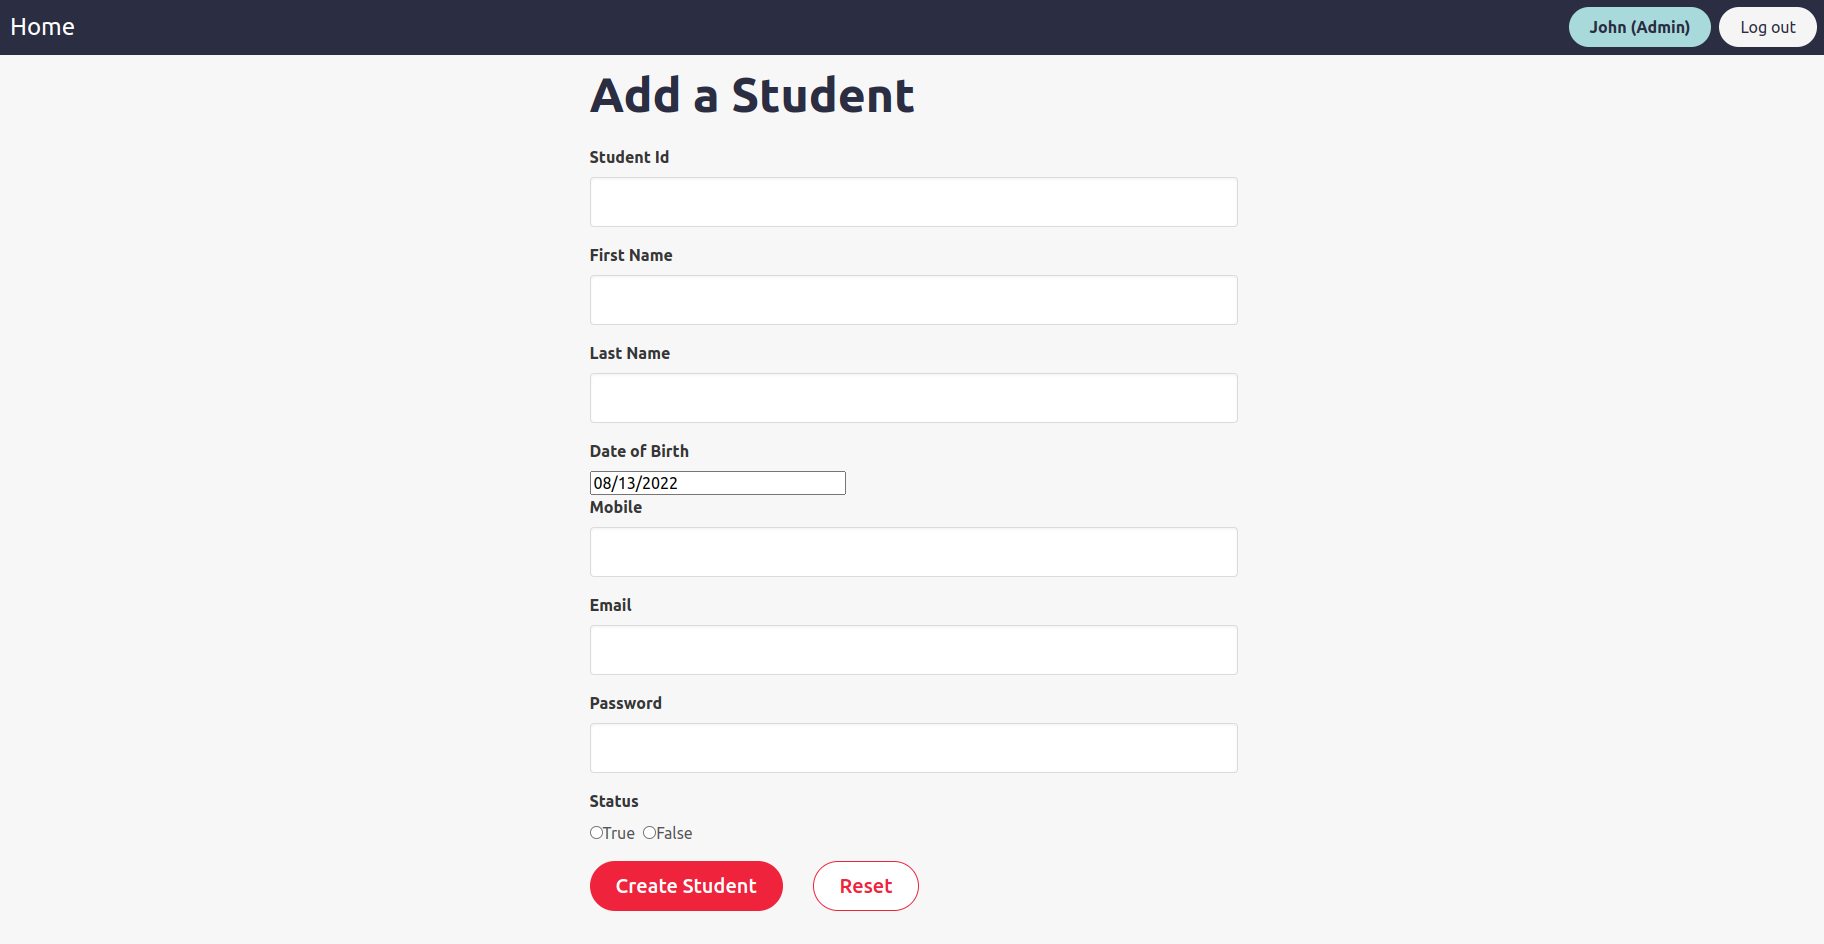 Home John (Admin) Log out
Add a Student
Student Id
First Name
Last Name
Date of Birth
08/13/2022
Mobile
Email
Password
Status
True False
Create Student Reset